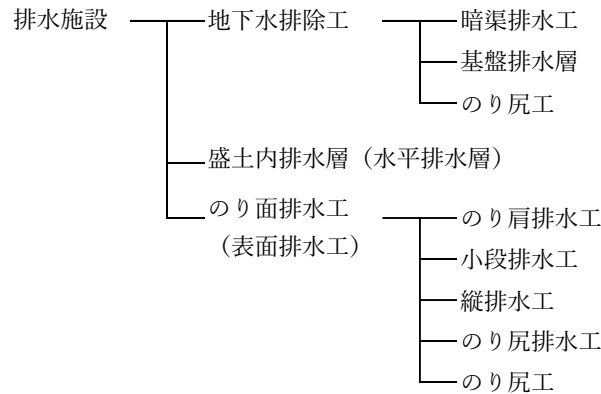 排水施設
地下水排除工
暗渠排水工
基盤排水層
のり尻工
盛土内排水層（水平排水層）
のり面排水工
（表面排水工）
のり肩排水工
小段排水工
縦排水工
のり尻排水工
のり尻工